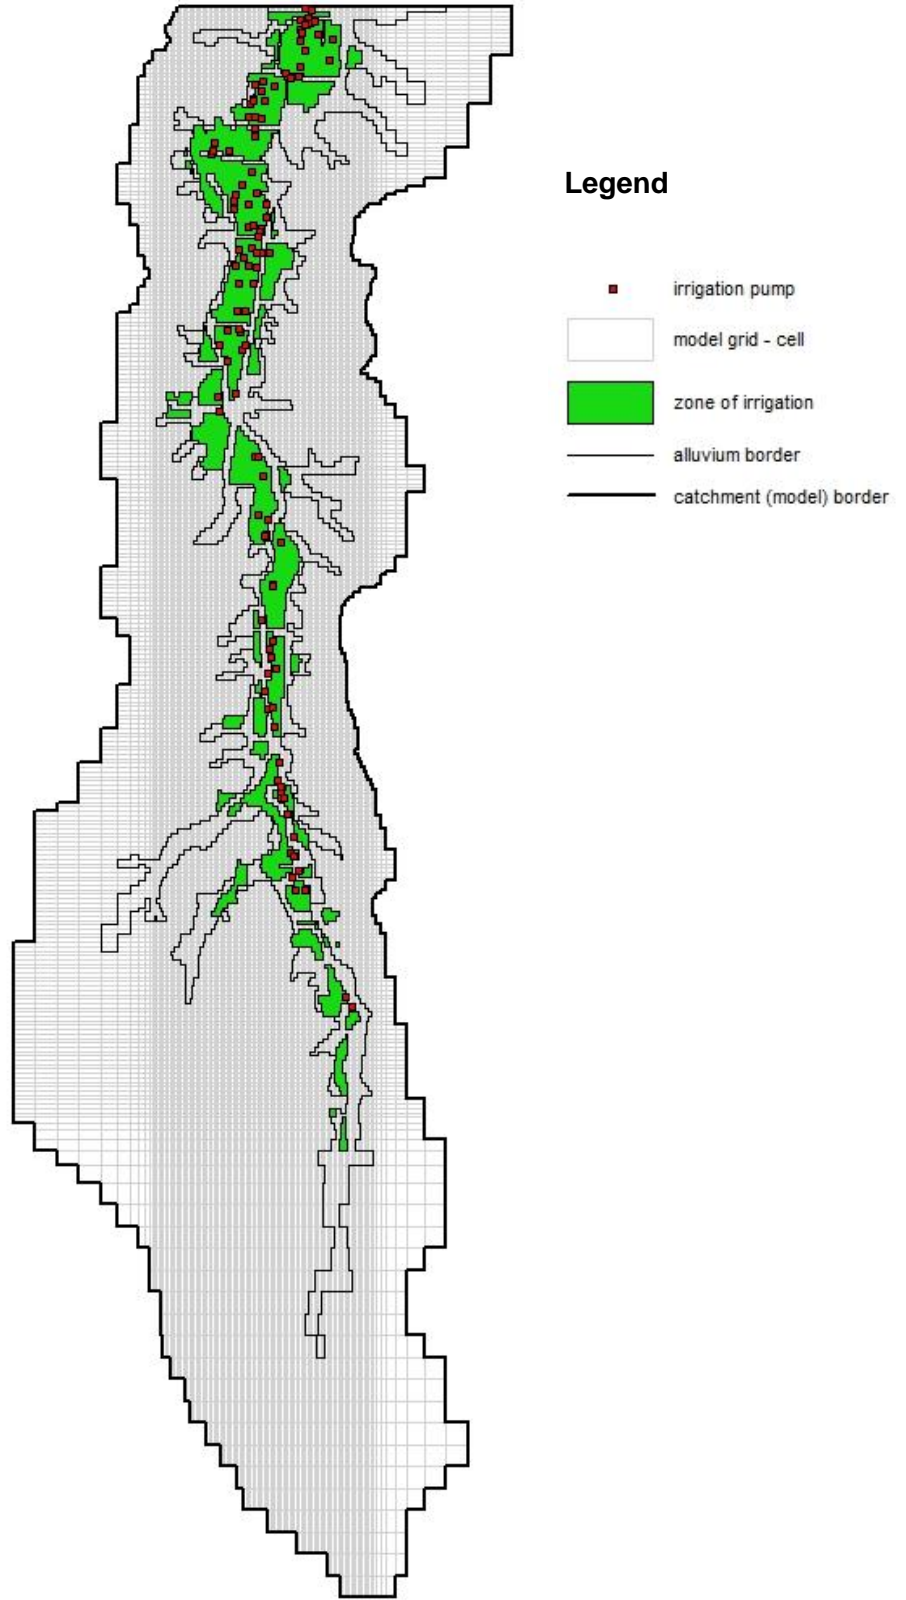 Legend
irrigation pump
model grid - cell
zone of irrigation
alluvium border
catchment (model) border